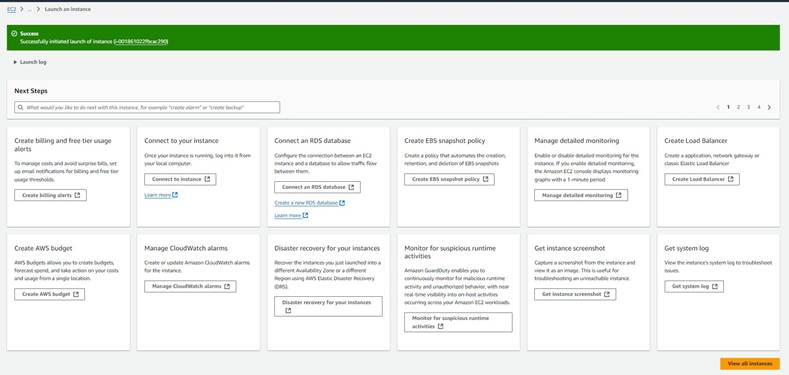 EC2 > ... > Launch an instance
Success
Successfully initiated launch of instance (i-001861022fbcac290)
Launch log
Next Steps
What would you like to do next with this instance, for example "create alarm" or "create backup"
1 2 3 4
Create billing and free tier usage
alerts
To manage costs and avoid surprise bills, set
up email notifications for billing and free tier
usage thresholds.
Create billing alerts
Connect to your instance
Once your instance is running, log into it from
your local computer.
Connect to instance
Learn more
Connect an RDS database
Configure the connection between an EC2
instance and a database to allow traffic flow
between them.
Connect an RDS database
Create a new RDS database
Learn more
Create EBS snapshot policy
Create a policy that automates the creation,
retention, and deletion of EBS snapshots
Create EBS snapshot policy
Manage detailed monitoring
Enable or disable detailed monitoring for the
instance. If you enable detailed monitoring,
the Amazon EC2 console displays monitoring
graphs with a 1-minute period.
Manage detailed monitoring
Create Load Balancer
Create a application, network gateway or
classic Elastic Load Balancer
Create Load Balancer
Create AWS budget
AWS Budgets allows you to create budgets,
forecast spend, and take action on your costs
and usage from a single location.
Create AWS budget
Manage CloudWatch alarms
Create or update Amazon CloudWatch alarms
for the instance.
Manage CloudWatch alarms
Disaster recovery for your instances
Recover the instances you just launched into a
different Availability Zone or a different
Region using AWS Elastic Disaster Recovery
(DRS).
Disaster recovery for your instances
Monitor for suspicious runtime
activities
Amazon GuardDuty enables you to
continuously monitor for malicious runtime
activity and unauthorized behavior, with near
real-time visibility into on-host activities
occurring across your Amazon EC2 workloads.
Monitor for suspicious runtime
activities
Get instance screenshot
Capture a screenshot from the instance and
view it as an image. This is useful for
troubleshooting an unreachable instance.
Get instance screenshot
Get system log
View the instance's system log to troubleshoot
issues.
Get system log
View all instances